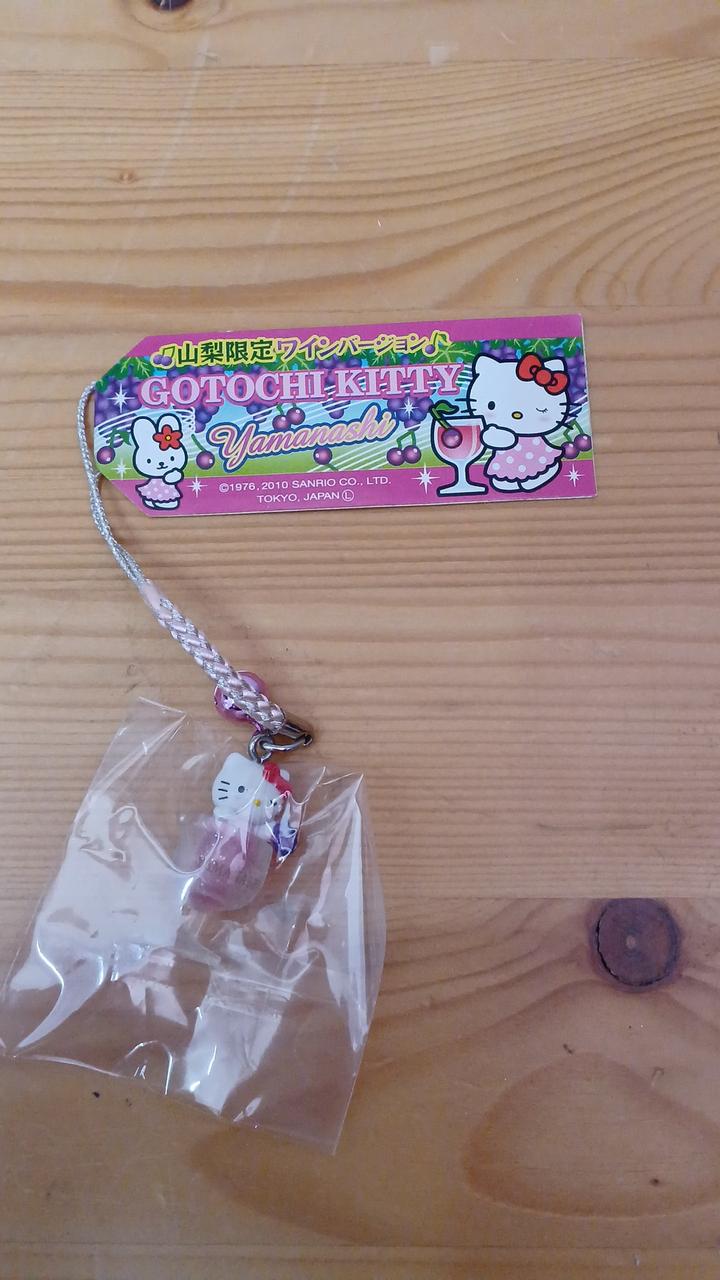 山梨限定ワインバージョン
GOTOCHI KITTY
Yamanashi
©1976, 2010 SANRIO CO., LTD.
TOKYO, JAPAN Ⓛ